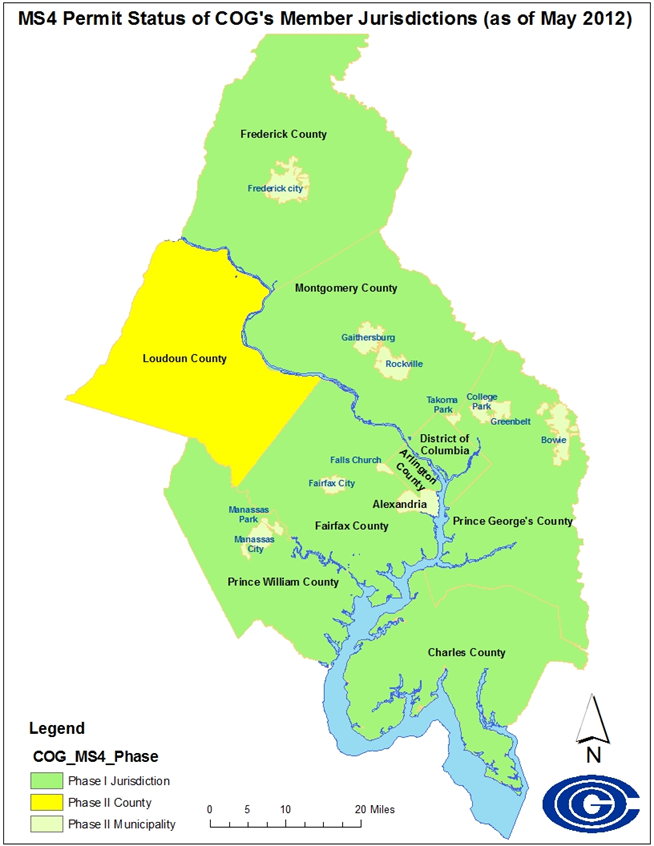 MS4 Permit Status of COG's Member Jurisdictions (as of May 2012)
Frederick County
Frederick city
Montgomery County
Gaithersburg
Loudoun County
Rockville
Takoma
Park
College
Park
Greenbelt
Bowie
District of
Columbia
Arlington
County
Falls Church
Fairfax City
Alexandria
Manassas
Park
Fairfax County
Prince George's County
Manassas
City
Prince William County
Charles County
Legend
COG_MS4_Phase
Phase I Jurisdiction
Phase II County
Phase II Municipality
0 5 10 20 Miles
N
COG